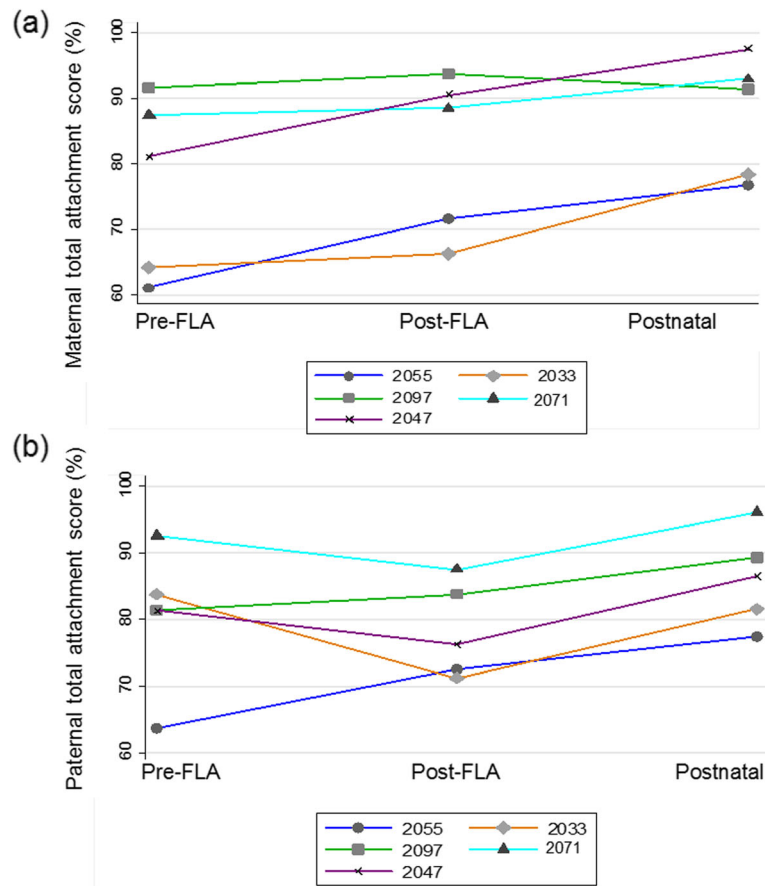 (a)
Maternal total attachment score (%)
100
90
80
70
60
Pre-FLA Post-FLA Postnatal
2055 2033
2097 2071
2047
(b)
Paternal total attachment score (%)
100
90
80
70
60
Pre-FLA Post-FLA Postnatal
2055 2033
2097 2071
2047